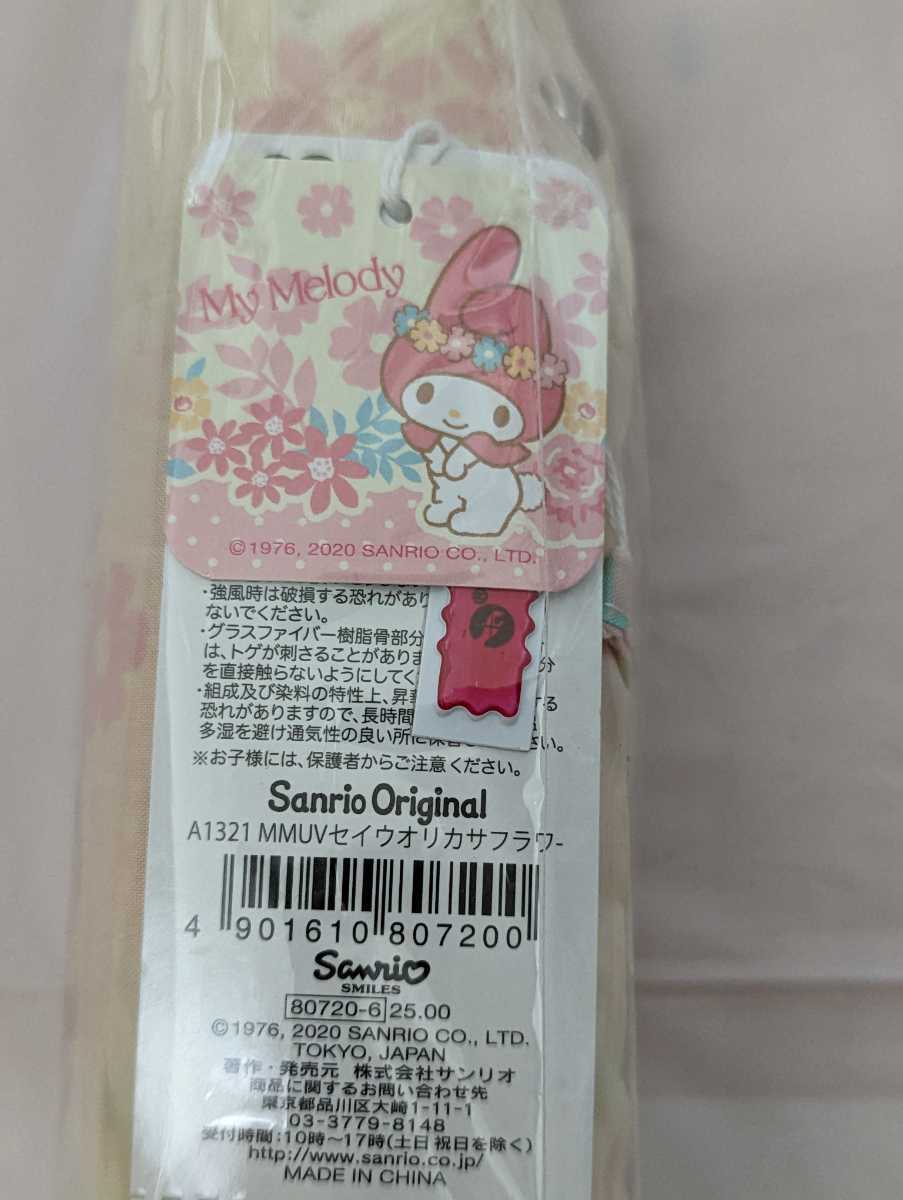 My Melody
©1976, 2020 SANRIO CO., LTD.
・強風時は破損する恐れがあり
ないでください。
・グラスファイバー樹脂骨部分
は、トゲが刺さることがありま
分
を直接触らないようにしてく
・組成及び染料の特性上、昇華
する
恐れがありますので、長時間
多湿を避け通気性の良い所に保管
さい。
※お子様には、保護者からご注意ください。
Sanrio Original
A1321 MMUVセイウオリカサフラワー
4 901610 807200
Sanrio
SMILES
80720-6 25.00
©1976, 2020 SANRIO CO., LTD.
TOKYO, JAPAN
著作・発売元 株式会社サンリオ
商品に関するお問い合わせ先
東京都品川区大崎1-11-1
03-3779-8148
受付時間:10時~17時(土日祝日を除く)
http://www.sanrio.co.jp/
MADE IN CHINA